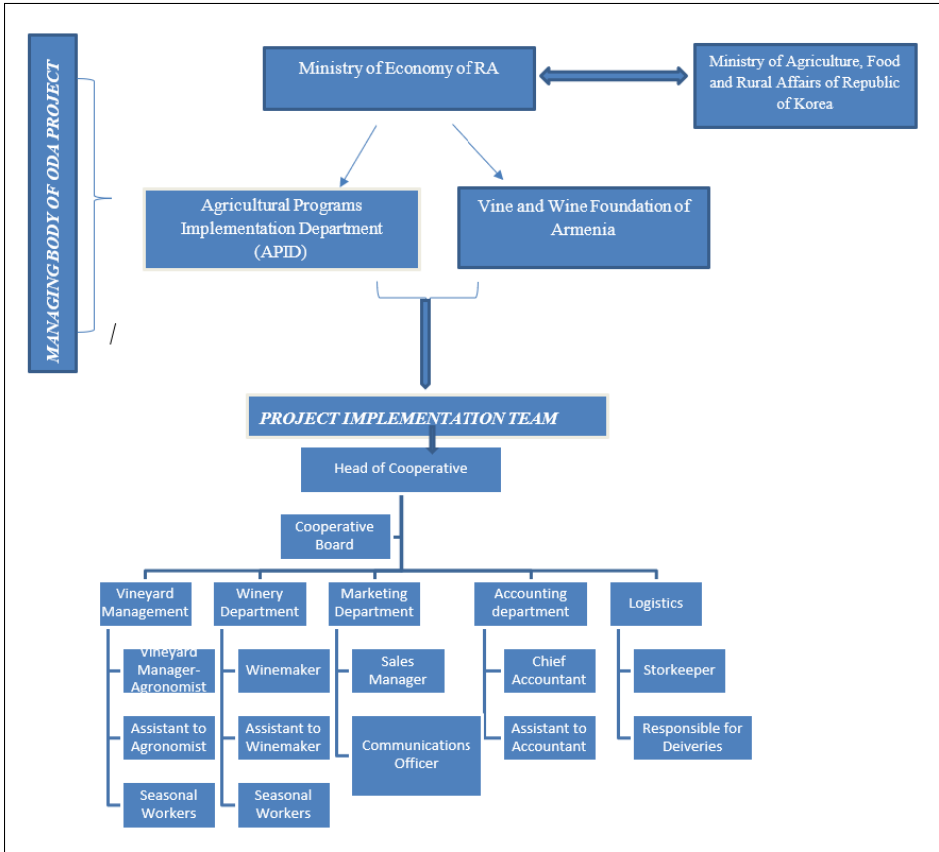 MANAGING BODY OF ODA PROJECT
Ministry of Economy of RA
Ministry of Agriculture, Food
and Rural Affairs of Republic
of Korea
Agricultural Programs
Implementation Department
(APID)
Vine and Wine Foundation of
Armenia
/
PROJECT IMPLEMENTATION TEAM
Head of Cooperative
Cooperative
Board
Vineyard
Management
Winery
Department
Marketing
Department
Accounting
department
Logistics
Vineyard
Manager-
Agronomist
Winemaker
Sales
Manager
Chief
Accountant
Storkeeper
Assistant to
Agronomist
Assistant to
Winemaker
Communications
Officer
Assistant to
Accountant
Responsible for
Deiveries
Seasonal
Workers
Seasonal
Workers